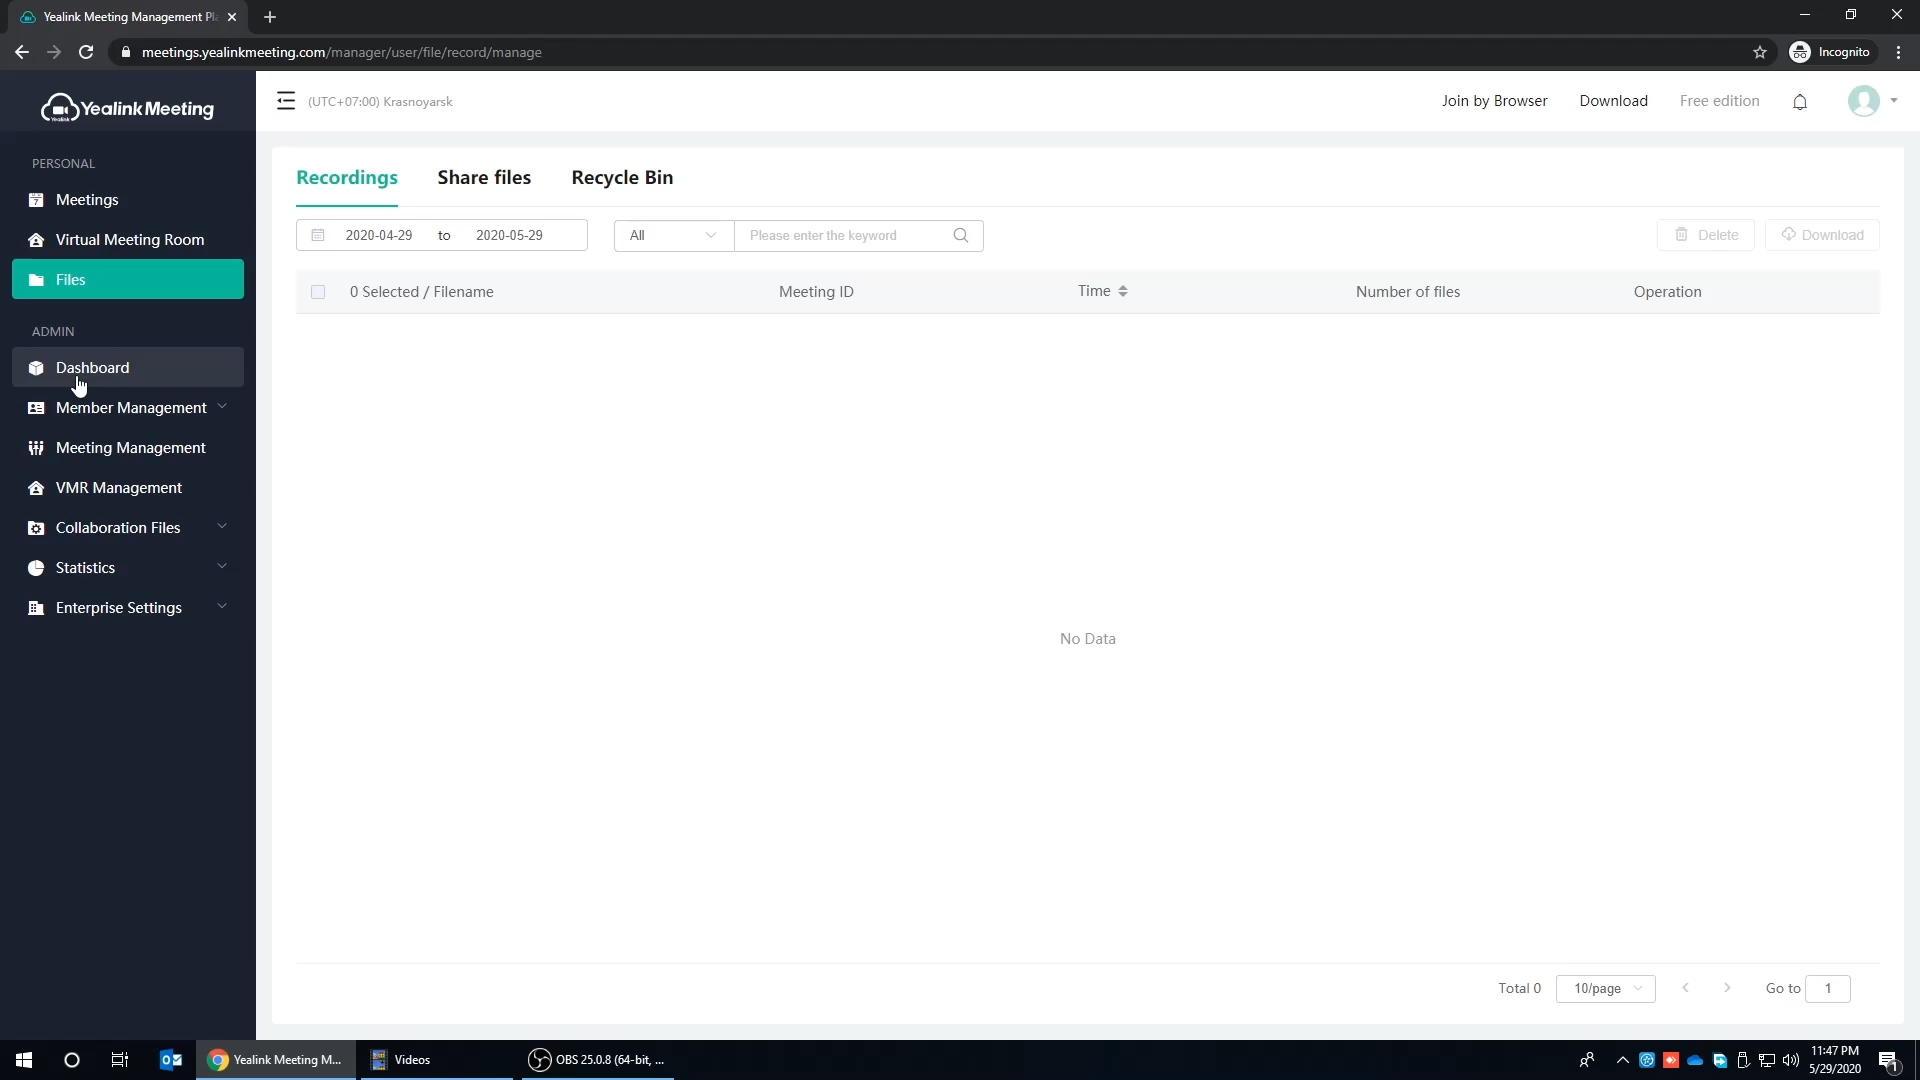 Yealink Meeting Management Pl
meetings.yealinkmeeting.com/manager/user/file/record/manage
Incognito
Yealink Meeting
Yealink
(UTC+07:00) Krasnoyarsk
Join by Browser
Download
Free edition
PERSONAL
7
Meetings
Virtual Meeting Room
Files
ADMIN
Dashboard
Member Management
Meeting Management
VMR Management
Collaboration Files
Statistics
Enterprise Settings
Recordings
Share files
Recycle Bin
2020-04-29 to 2020-05-29
All
Please enter the keyword
Delete
Download
0 Selected / Filename
Meeting ID
Time
Number of files
Operation
No Data
Total 0
10/page
Go to 1
Yealink Meeting M...
Videos
OBS 25.0.8 (64-bit, ...
11:47 PM
5/29/2020
1